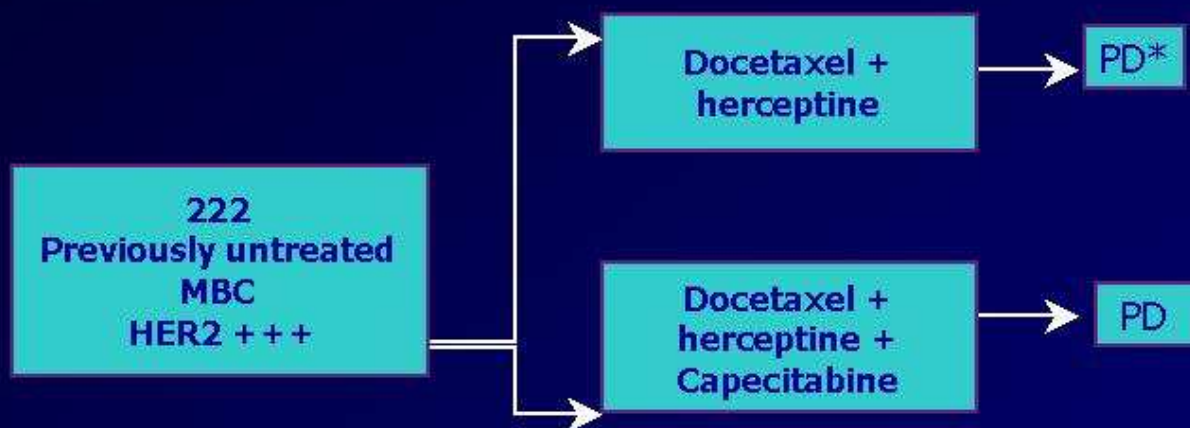 222
Previously untreated
MBC
HER2 + + +
Docetaxel +
herceptine
PD*
Docetaxel +
herceptine +
Capecitabine
PD